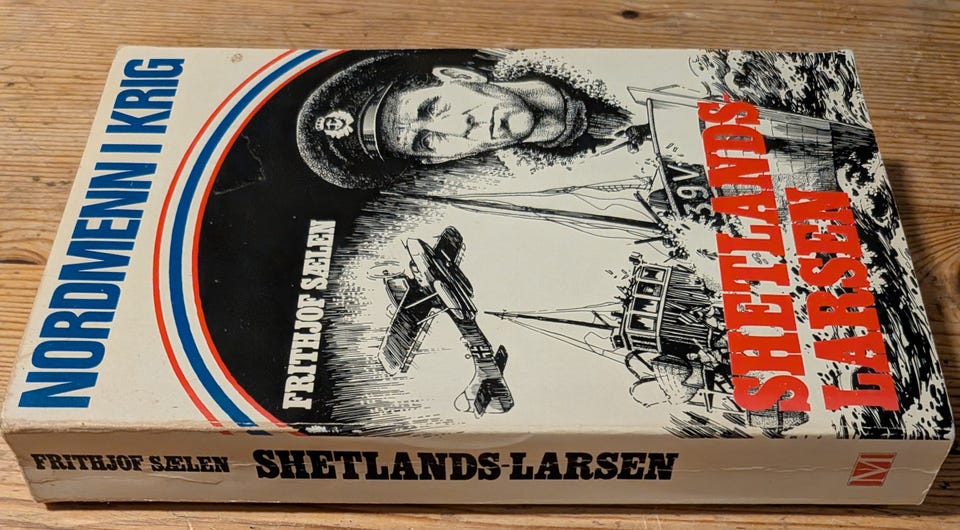 NORDMENN I KRIG
FRITHJOF SÆLEN
SHETLANDS-
LARSEN
FRITHJOF SÆLEN SHETLANDS-LARSEN